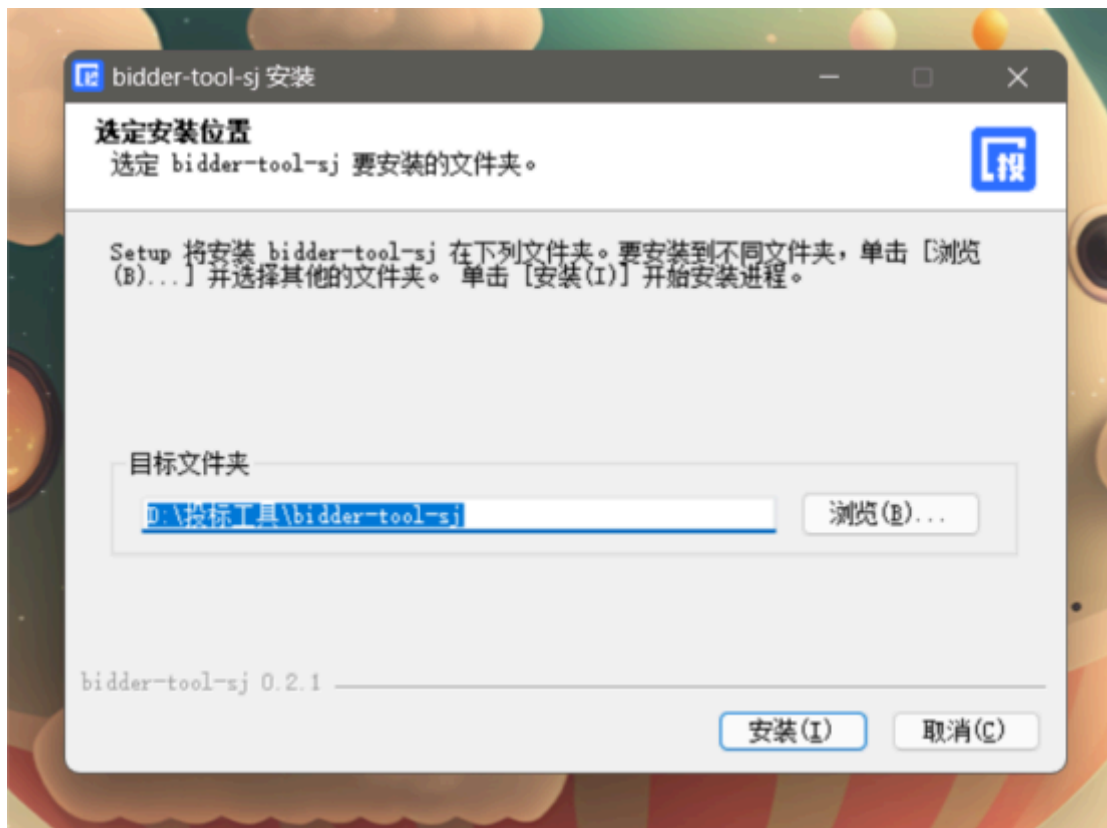 投 bidder-tool-sj 安装
选定安装位置
选定 bidder-tool-sj 要安装的文件夹。
投
Setup 将安装 bidder-tool-sj 在下列文件夹。要安装到不同文件夹，单击 [浏览
(B)...] 并选择其他的文件夹。 单击 [安装(I)] 开始安装进程。
目标文件夹
D:\投标工具\bidder-tool-sj
浏览(B)...
bidder-tool-sj 0.2.1
安装(I)
取消(C)